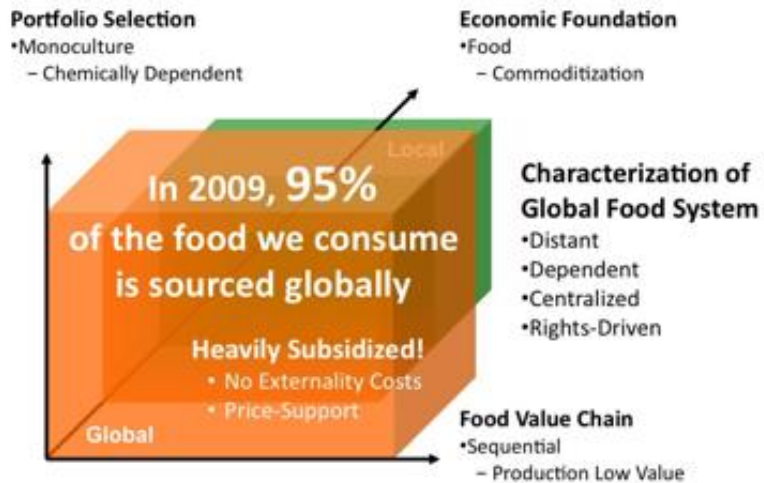 Portfolio Selection
•Monoculture
– Chemically Dependent
Economic Foundation
•Food
– Commoditization
Local
In 2009, 95%
of the food we consume
is sourced globally
Heavily Subsidized!
• No Externality Costs
• Price-Support
Global
Characterization of
Global Food System
•Distant
•Dependent
•Centralized
•Rights-Driven
Food Value Chain
•Sequential
– Production Low Value